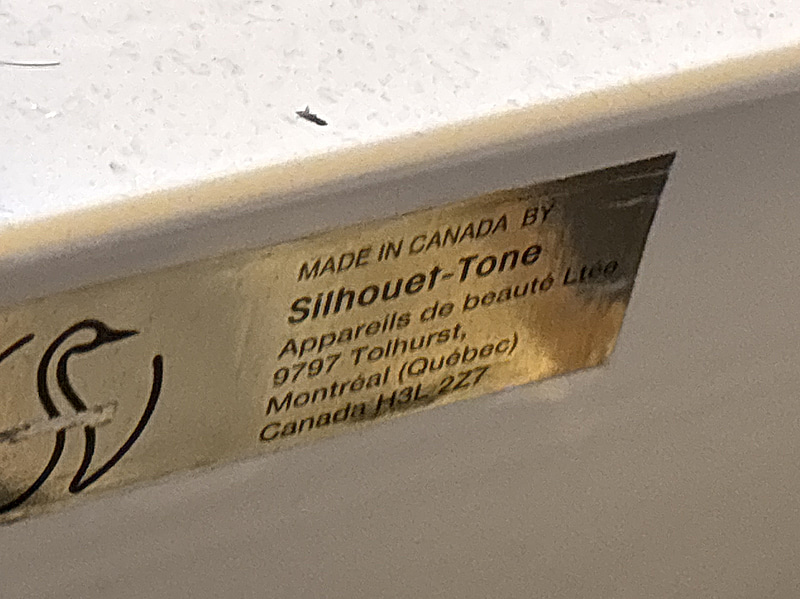 MADE IN CANADA BY
Silhouet-Tone
Appareils de beauté Ltée
9797 Tolhurst,
Montréal (Québec)
Canada H3L 2Z7